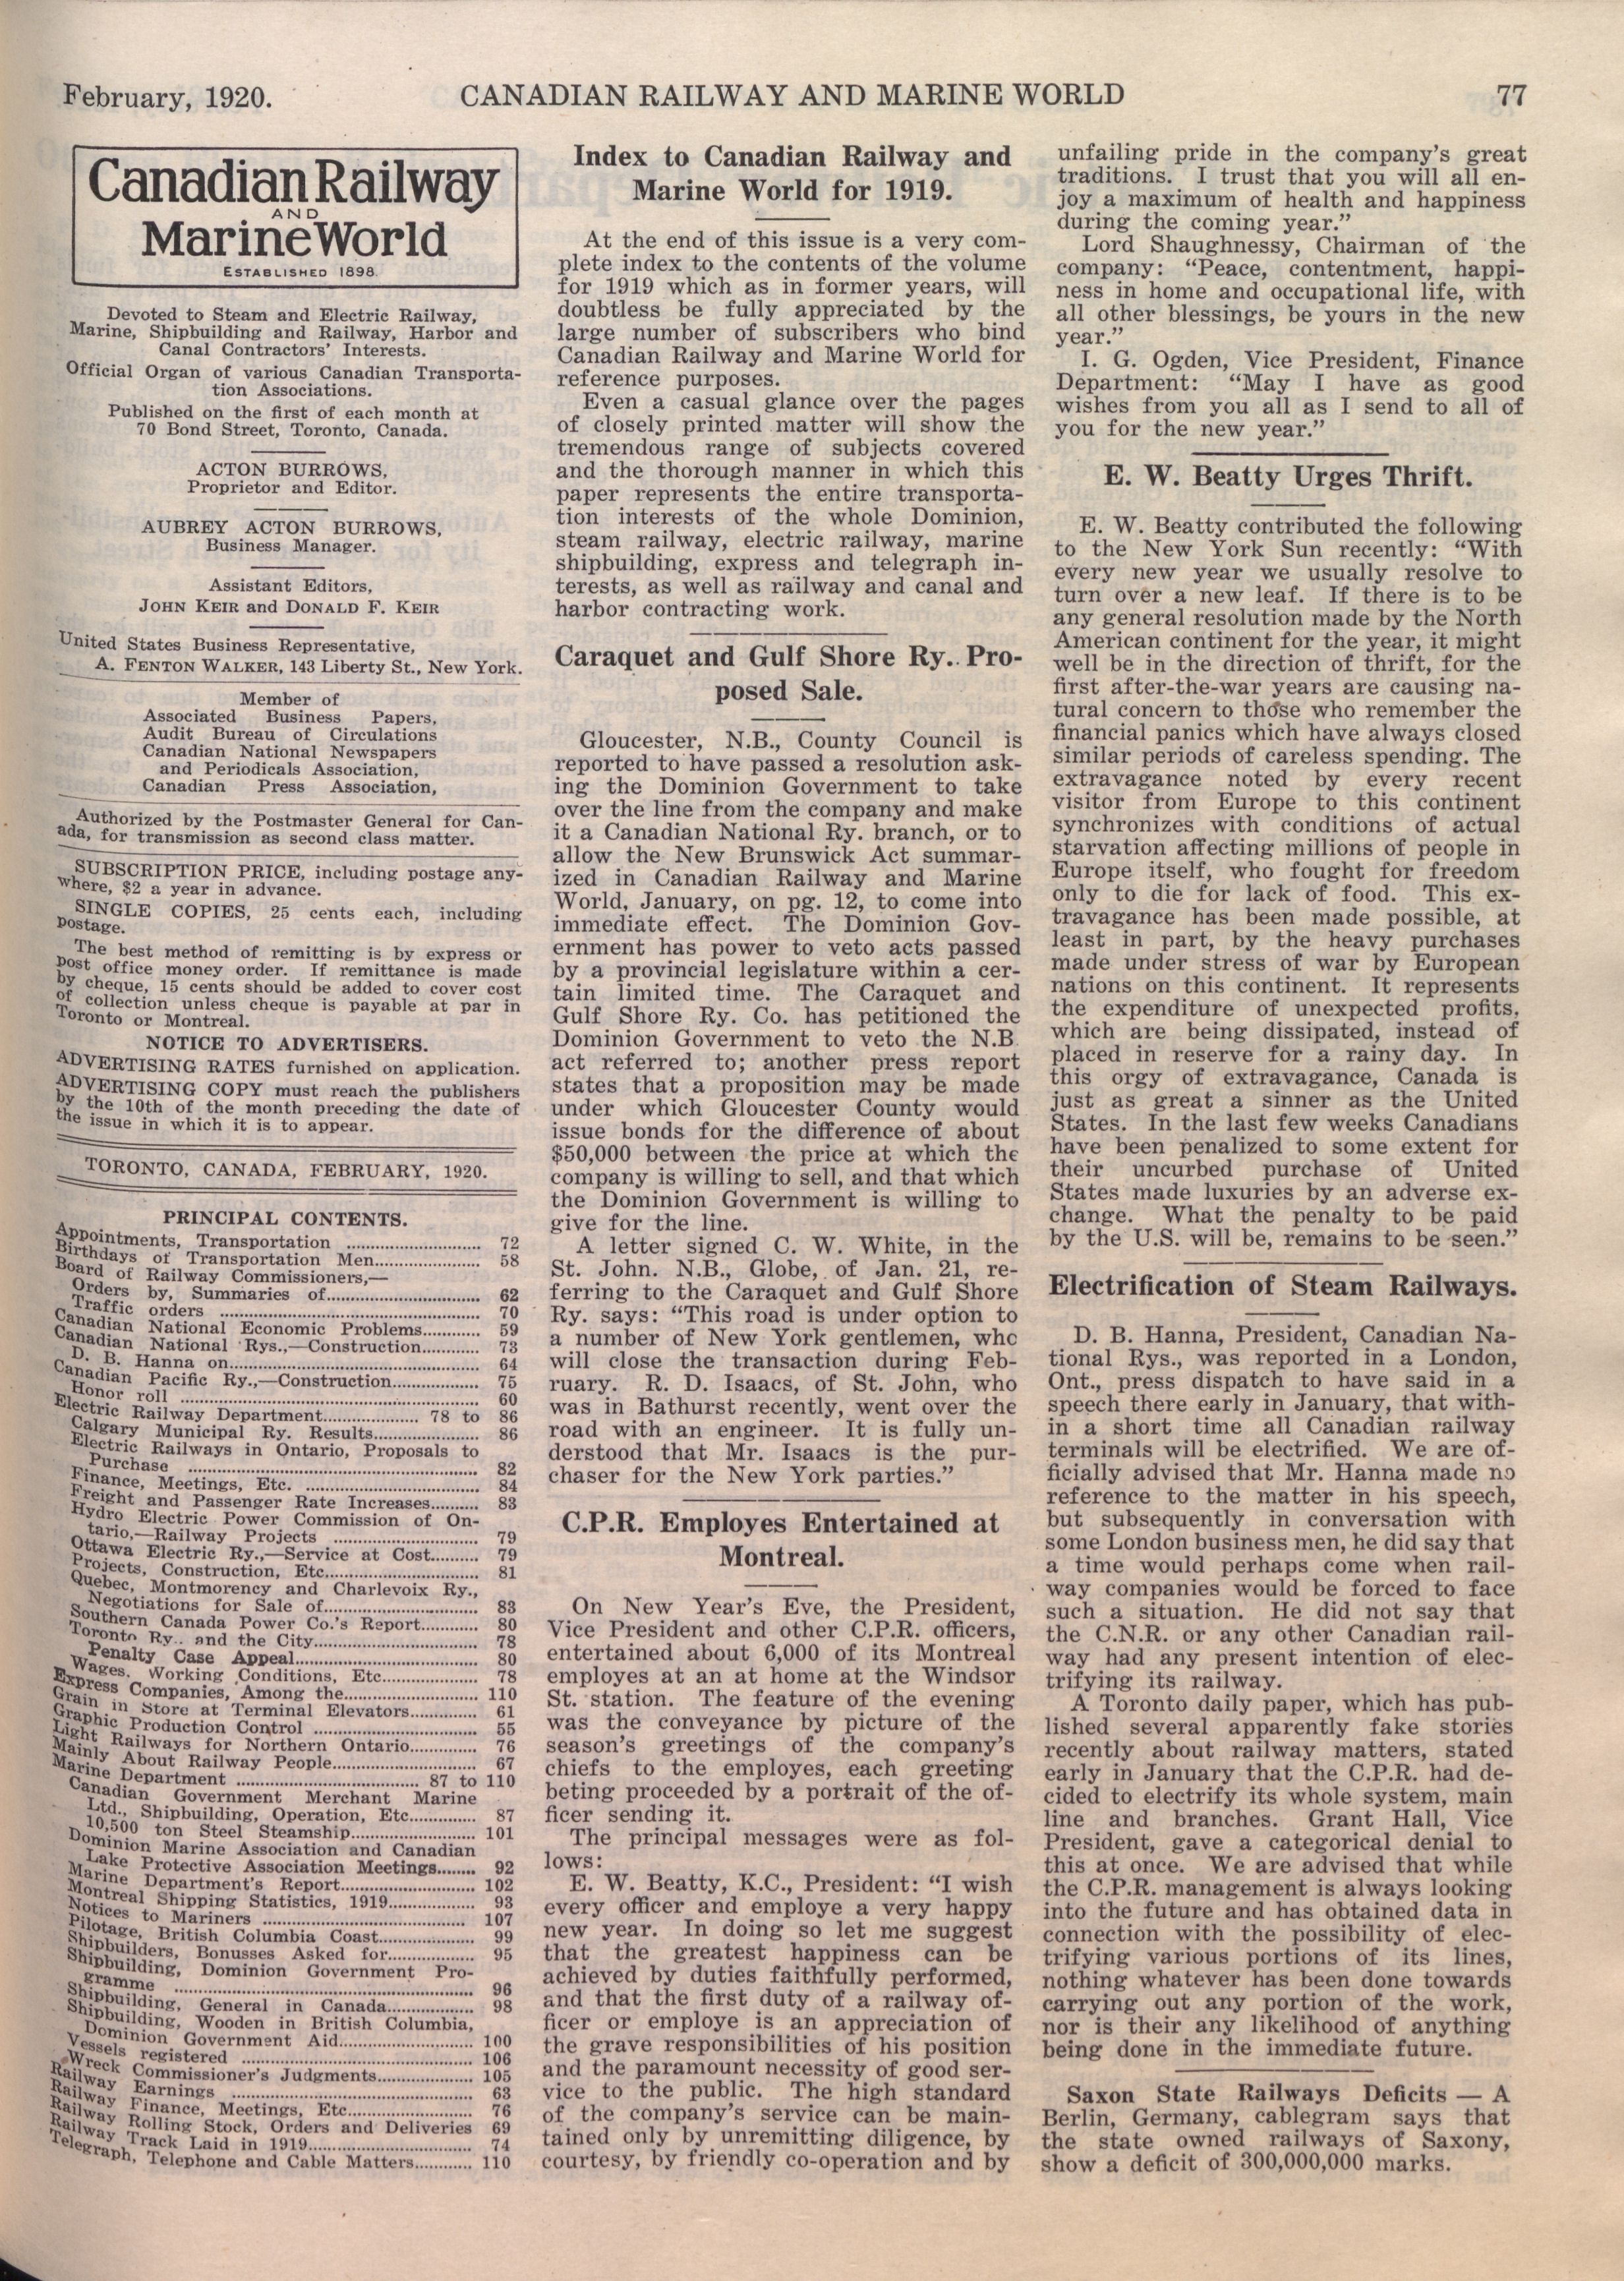 February, 1920.
CANADIAN RAILWAY AND MARINE WORLD
77
Canadian Railway
AND
Marine World
ESTABLISHED 1898.
Devoted to Steam and Electric Railway,
Marine, Shipbuilding and Railway, Harbor and
Canal Contractors' Interests.
Official Organ of various Canadian Transporta-
tion Associations.
Published on the first of each month at
70 Bond Street, Toronto, Canada.
ACTON BURROWS,
Proprietor and Editor.
AUBREY ACTON BURROWS,
Business Manager.
Assistant Editors,
JOHN KEIR and DONALD F. KEIR
United States Business Representative,
A. FENTON WALKER, 143 Liberty St., New York.
Member of
Associated Business Papers,
Audit Bureau of Circulations
Canadian National Newspapers
and Periodicals Association,
Canadian Press Association,
Authorized by the Postmaster General for Can-
ada, for transmission as second class matter.
SUBSCRIPTION PRICE, including postage any-
where, $2 a year in advance.
SINGLE COPIES, 25 cents each, including
postage.
The best method of remitting is by express or
post office money order. If remittance is made
by cheque, 15 cents should be added to cover cost
of collection unless cheque is payable at par in
Toronto or Montreal.
NOTICE TO ADVERTISERS.
ADVERTISING RATES furnished on application.
ADVERTISING COPY must reach the publishers
by the 10th of the month preceding the date of
the issue in which it is to appear.
TORONTO, CANADA, FEBRUARY, 1920.
PRINCIPAL CONTENTS.
Appointments, Transportation ........ 72
Birthdays of Transportation Men........ 58
Board of Railway Commissioners,—
Orders by, Summaries of........ 62
Traffic orders ........ 70
Canadian National Economic Problems........ 59
Canadian National Rys.,—Construction........ 73
D. B. Hanna on........ 64
Canadian Pacific Ry.,—Construction........ 75
Honor roll ........ 60
Electric Railway Department........ 78 to 86
Calgary Municipal Ry. Results........ 86
Electric Railways in Ontario, Proposals to
Purchase ........ 82
Finance, Meetings, Etc. ........ 84
Freight and Passenger Rate Increases........ 83
Hydro Electric Power Commission of On-
tario,—Railway Projects ........ 79
Ottawa Electric Ry.,—Service at Cost........ 79
Projects, Construction, Etc........ 81
Quebec, Montmorency and Charlevoix Ry.,
Negotiations for Sale of........ 83
Southern Canada Power Co.'s Report........ 80
Toronto Ry.. and the City........ 78
Penalty Case Appeal........ 80
Wages. Working Conditions, Etc........ 78
Express Companies, Among the........ 110
Grain in Store at Terminal Elevators........ 61
Graphic Production Control ........ 55
Light Railways for Northern Ontario........ 76
Mainly About Railway People........ 67
Marine Department ........ 87 to 110
Canadian Government Merchant Marine
Ltd., Shipbuilding, Operation, Etc........ 87
10,500 ton Steel Steamship........ 101
Dominion Marine Association and Canadian
Lake Protective Association Meetings........ 92
Marine Department's Report........ 102
Montreal Shipping Statistics, 1919........ 93
Notices to Mariners ........ 107
Pilotage, British Columbia Coast........ 99
Shipbuilders, Bonusses Asked for........ 95
Shipbuilding, Dominion Government Pro-
gramme ........ 96
Shipbuilding, General in Canada........ 98
Shipbuilding, Wooden in British Columbia,
Dominion Government Aid........ 100
Vessels registered ........ 106
Wreck Commissioner's Judgments........ 105
Railway Earnings ........ 63
Railway Finance, Meetings, Etc........ 76
Railway Rolling Stock, Orders and Deliveries 69
Railway Track Laid in 1919........ 74
Telegraph, Telephone and Cable Matters........ 110
Index to Canadian Railway and
Marine World for 1919.
At the end of this issue is a very com-
plete index to the contents of the volume
for 1919 which as in former years, will
doubtless be fully appreciated by the
large number of subscribers who bind
Canadian Railway and Marine World for
reference purposes.
Even a casual glance over the pages
of closely printed matter will show the
tremendous range of subjects covered
and the thorough manner in which this
paper represents the entire transporta-
tion interests of the whole Dominion,
steam railway, electric railway, marine
shipbuilding, express and telegraph in-
terests, as well as railway and canal and
harbor contracting work.
Caraquet and Gulf Shore Ry. Pro-
posed Sale.
Gloucester, N.B., County Council is
reported to have passed a resolution ask-
ing the Dominion Government to take
over the line from the company and make
it a Canadian National Ry. branch, or to
allow the New Brunswick Act summar-
ized in Canadian Railway and Marine
World, January, on pg. 12, to come into
immediate effect. The Dominion Gov-
ernment has power to veto acts passed
by a provincial legislature within a cer-
tain limited time. The Caraquet and
Gulf Shore Ry. Co. has petitioned the
Dominion Government to veto the N.B.
act referred to; another press report
states that a proposition may be made
under which Gloucester County would
issue bonds for the difference of about
$50,000 between the price at which the
company is willing to sell, and that which
the Dominion Government is willing to
give for the line.
A letter signed C. W. White, in the
St. John. N.B., Globe, of Jan. 21, re-
ferring to the Caraquet and Gulf Shore
Ry. says: "This road is under option to
a number of New York gentlemen, who
will close the transaction during Feb-
ruary. R. D. Isaacs, of St. John, who
was in Bathurst recently, went over the
road with an engineer. It is fully un-
derstood that Mr. Isaacs is the pur-
chaser for the New York parties."
C.P.R. Employes Entertained at
Montreal.
On New Year's Eve, the President,
Vice President and other C.P.R. officers,
entertained about 6,000 of its Montreal
employes at an at home at the Windsor
St. station. The feature of the evening
was the conveyance by picture of the
season's greetings of the company's
chiefs to the employes, each greeting
beting proceeded by a portrait of the of-
ficer sending it.
The principal messages were as fol-
lows:
E. W. Beatty, K.C., President: "I wish
every officer and employe a very happy
new year. In doing so let me suggest
that the greatest happiness can be
achieved by duties faithfully performed,
and that the first duty of a railway of-
ficer or employe is an appreciation of
the grave responsibilities of his position
and the paramount necessity of good ser-
vice to the public. The high standard
of the company's service can be main-
tained only by unremitting diligence, by
courtesy, by friendly co-operation and by
unfailing pride in the company's great
traditions. I trust that you will all en-
joy a maximum of health and happiness
during the coming year."
Lord Shaughnessy, Chairman of the
company: "Peace, contentment, happi-
ness in home and occupational life, with
all other blessings, be yours in the new
year."
I. G. Ogden, Vice President, Finance
Department: "May I have as good
wishes from you all as I send to all of
you for the new year."
E. W. Beatty Urges Thrift.
E. W. Beatty contributed the following
to the New York Sun recently: "With
every new year we usually resolve to
turn over a new leaf. If there is to be
any general resolution made by the North
American continent for the year, it might
well be in the direction of thrift, for the
first after-the-war years are causing na-
tural concern to those who remember the
financial panics which have always closed
similar periods of careless spending. The
extravagance noted by every recent
visitor from Europe to this continent
synchronizes with conditions of actual
starvation affecting millions of people in
Europe itself, who fought for freedom
only to die for lack of food. This ex-
travagance has been made possible, at
least in part, by the heavy purchases
made under stress of war by European
nations on this continent. It represents
the expenditure of unexpected profits,
which are being dissipated, instead of
placed in reserve for a rainy day. In
this orgy of extravagance, Canada is
just as great a sinner as the United
States. In the last few weeks Canadians
have been penalized to some extent for
their uncurbed purchase of United
States made luxuries by an adverse ex-
change. What the penalty to be paid
by the U.S. will be, remains to be seen."
Electrification of Steam Railways.
D. B. Hanna, President, Canadian Na-
tional Rys., was reported in a London,
Ont., press dispatch to have said in a
speech there early in January, that with-
in a short time all Canadian railway
terminals will be electrified. We are of-
ficially advised that Mr. Hanna made no
reference to the matter in his speech,
but subsequently in conversation with
some London business men, he did say that
a time would perhaps come when rail-
way companies would be forced to face
such a situation. He did not say that
the C.N.R. or any other Canadian rail-
way had any present intention of elec-
trifying its railway.
A Toronto daily paper, which has pub-
lished several apparently fake stories
recently about railway matters, stated
early in January that the C.P.R. had de-
cided to electrify its whole system, main
line and branches. Grant Hall, Vice
President, gave a categorical denial to
this at once. We are advised that while
the C.P.R. management is always looking
into the future and has obtained data in
connection with the possibility of elec-
trifying various portions of its lines,
nothing whatever has been done towards
carrying out any portion of the work,
nor is their any likelihood of anything
being done in the immediate future.
Saxon State Railways Deficits — A
Berlin, Germany, cablegram says that
the state owned railways of Saxony,
show a deficit of 300,000,000 marks.